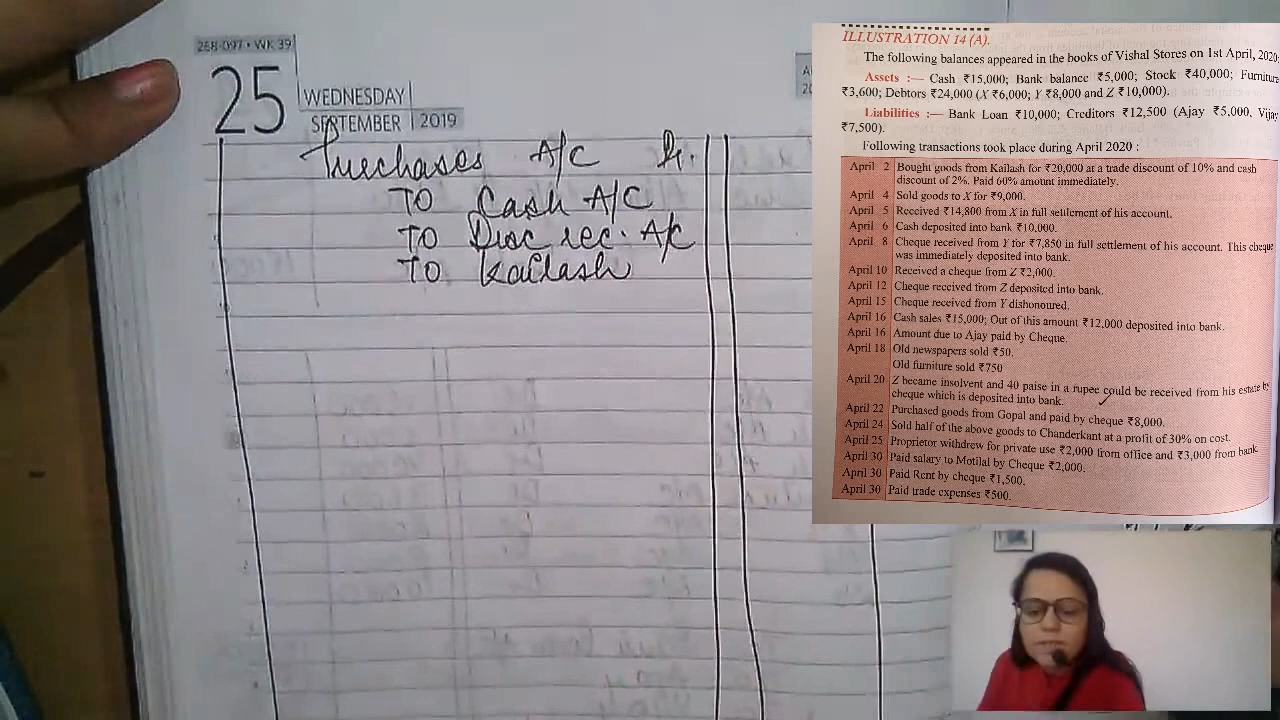 268-097 • WK 39
25
WEDNESDAY
SEPTEMBER 2019
Purchases A/C Dr.
TO Cash A/C
TO Disc rec. A/C
TO Kailash
ILLUSTRATION 14 (A).
The following balances appeared in the books of Vishal Stores on 1st April, 2020:
Assets :— Cash ₹15,000; Bank balance ₹5,000; Stock ₹40,000; Furniture
₹3,600; Debtors ₹24,000 (X ₹6,000; Y ₹8,000 and Z ₹10,000).
Liabilities :— Bank Loan ₹10,000; Creditors ₹12,500 (Ajay ₹5,000, Vijay
₹7,500).
Following transactions took place during April 2020 :
April 2 Bought goods from Kailash for ₹20,000 at a trade discount of 10% and cash
discount of 2%. Paid 60% amount immediately.
April 4 Sold goods to X for ₹9,000.
April 5 Received ₹14,800 from X in full settlement of his account.
April 6 Cash deposited into bank ₹10,000.
April 8 Cheque received from Y for ₹7,850 in full settlement of his account. This cheque
was immediately deposited into bank.
April 10 Received a cheque from Z ₹2,000.
April 12 Cheque received from Z deposited into bank.
April 15 Cheque received from Y dishonoured.
April 16 Cash sales ₹15,000; Out of this amount ₹12,000 deposited into bank.
April 16 Amount due to Ajay paid by Cheque.
April 18 Old newspapers sold ₹50.
Old furniture sold ₹750
April 20 Z became insolvent and 40 paise in a rupee could be received from his estate by
cheque which is deposited into bank.
April 22 Purchased goods from Gopal and paid by cheque ₹8,000.
April 24 Sold half of the above goods to Chanderkant at a profit of 30% on cost.
April 25 Proprietor withdrew for private use ₹2,000 from office and ₹3,000 from bank
April 30 Paid salary to Motilal by Cheque ₹2,000.
April 30 Paid Rent by cheque ₹1,500.
April 30 Paid trade expenses ₹500.